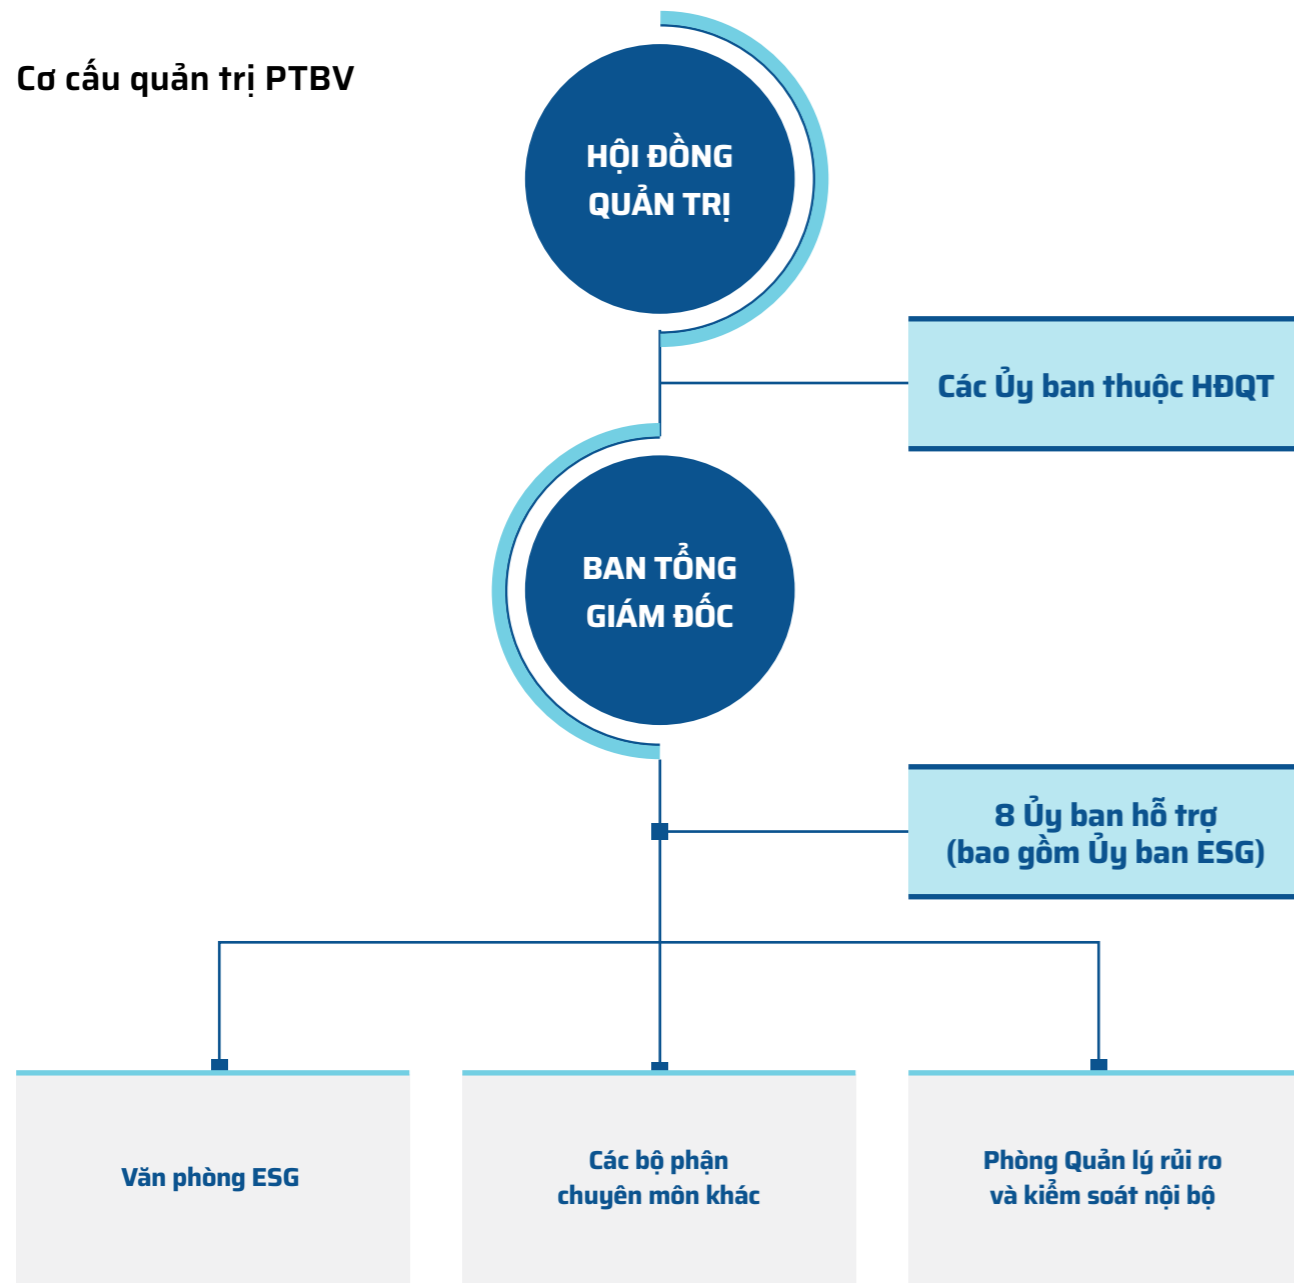 Cơ cấu quản trị PTBV
HỘI ĐỒNG
QUẢN TRỊ
Các Ủy ban thuộc HĐQT
BAN TỔNG
GIÁM ĐỐC
8 Ủy ban hỗ trợ
(bao gồm Ủy ban ESG)
Văn phòng ESG
Các bộ phận
chuyên môn khác
Phòng Quản lý rủi ro
và kiểm soát nội bộ